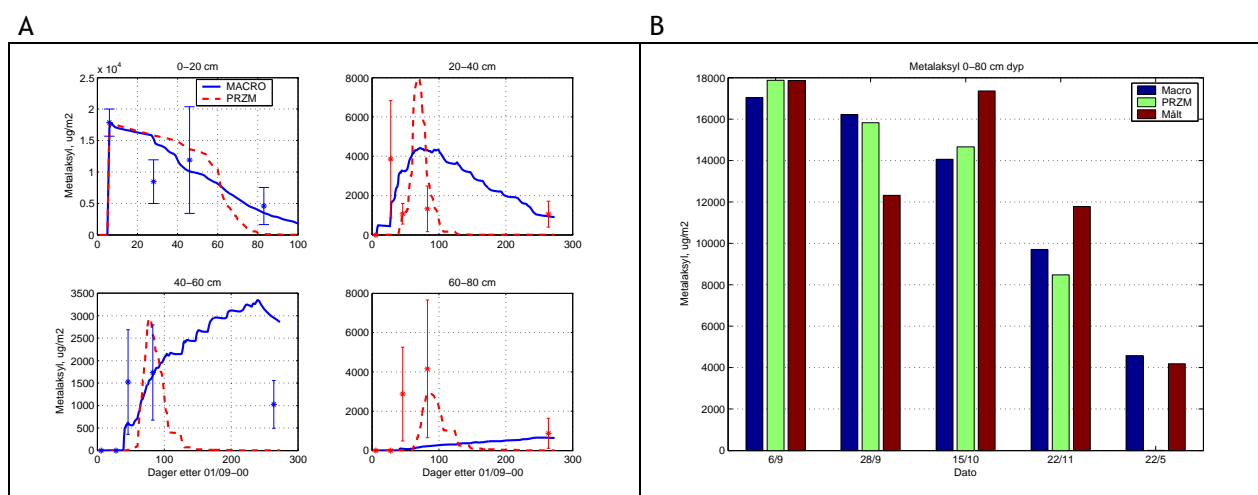 A
B
x 10^4
0–20 cm
MACRO
PRZM
Metalaksyl, ug/m2
2.5
2
1.5
1
0.5
0
0 20 40 60 80 100
20–40 cm
8000
6000
4000
2000
0
0 100 200 300
40–60 cm
Metalaksyl, ug/m2
3500
3000
2500
2000
1500
1000
500
0
0 100 200 300
Dager etter 01/09–00
60–80 cm
8000
6000
4000
2000
0
0 100 200 300
Dager etter 01/09–00
Metalaksyl 0–80 cm dyp
Macro
PRZM
Målt
Metalaksyl, ug/m2
18000
16000
14000
12000
10000
8000
6000
4000
2000
0
6/9 28/9 15/10 22/11 22/5
Dato